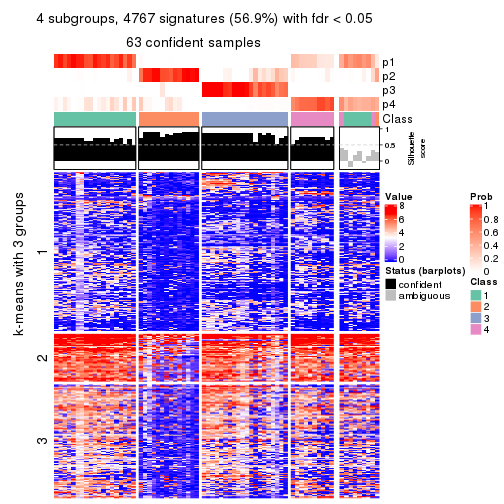 4 subgroups, 4767 signatures (56.9%) with fdr < 0.05
63 confident samples
p1
p2
p3
p4
Class
1
0.5
0
Silhouette
score
k-means with 3 groups
1
2
3
Value
8
6
4
2
0
Status (barplots)
confident
ambiguous
Prob
1
0.8
0.6
0.4
0.2
0
Class
1
2
3
4